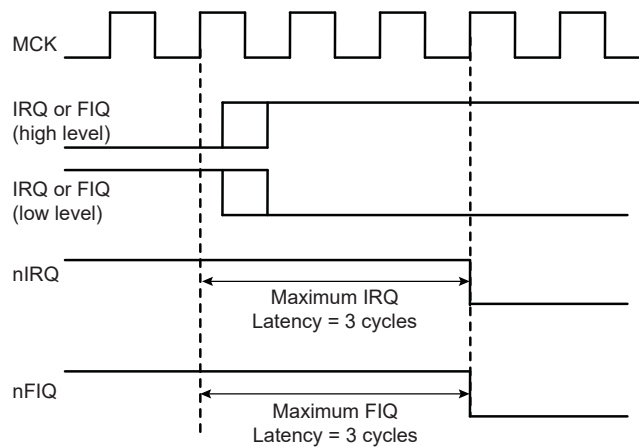 MCK
IRQ or FIQ
(high level)
IRQ or FIQ
(low level)
nIRQ
Maximum IRQ
Latency = 3 cycles
nFIQ
Maximum FIQ
Latency = 3 cycles